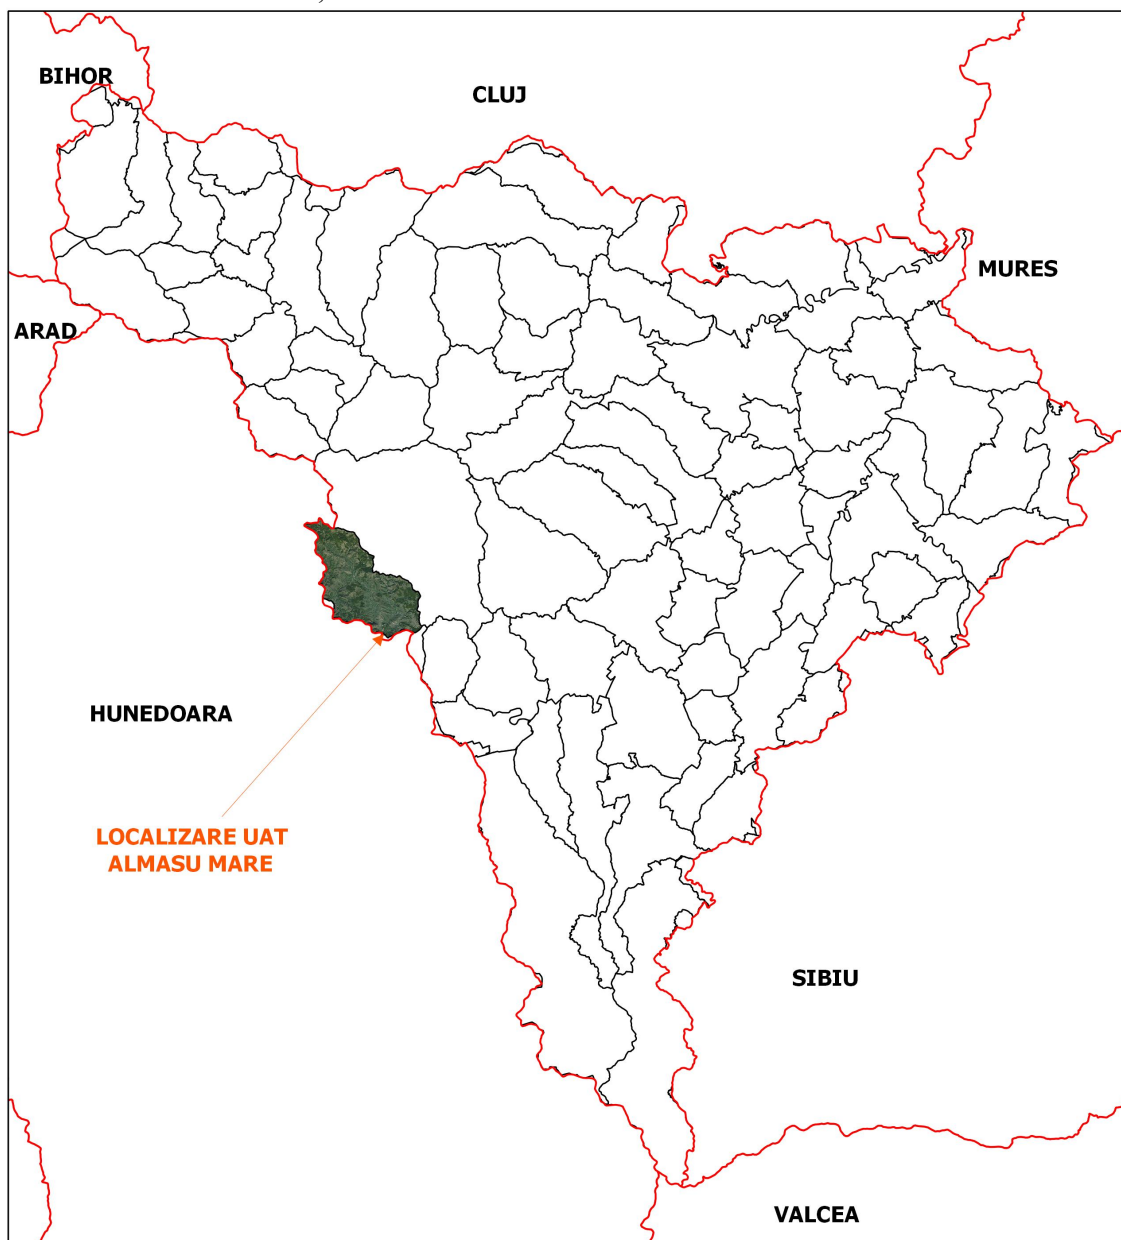 BIHOR
CLUJ
MURES
ARAD
HUNEDOARA
LOCALIZARE UAT
ALMASU MARE
SIBIU
VALCEA